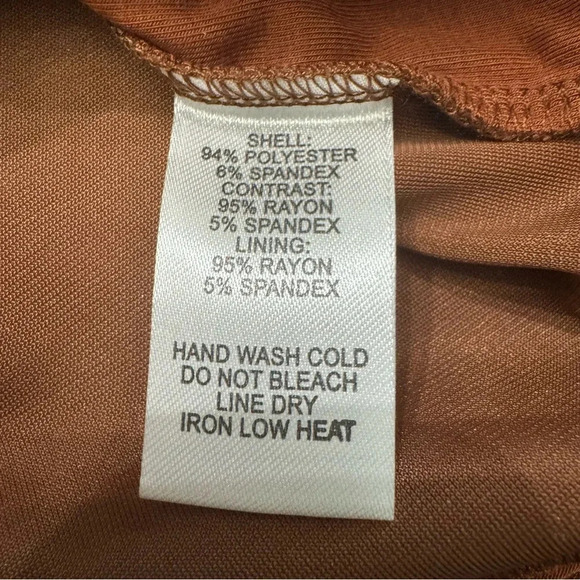 SHELL:
94% POLYESTER
6% SPANDEX
CONTRAST:
95% RAYON
5% SPANDEX
LINING:
95% RAYON
5% SPANDEX
HAND WASH COLD
DO NOT BLEACH
LINE DRY
IRON LOW HEAT